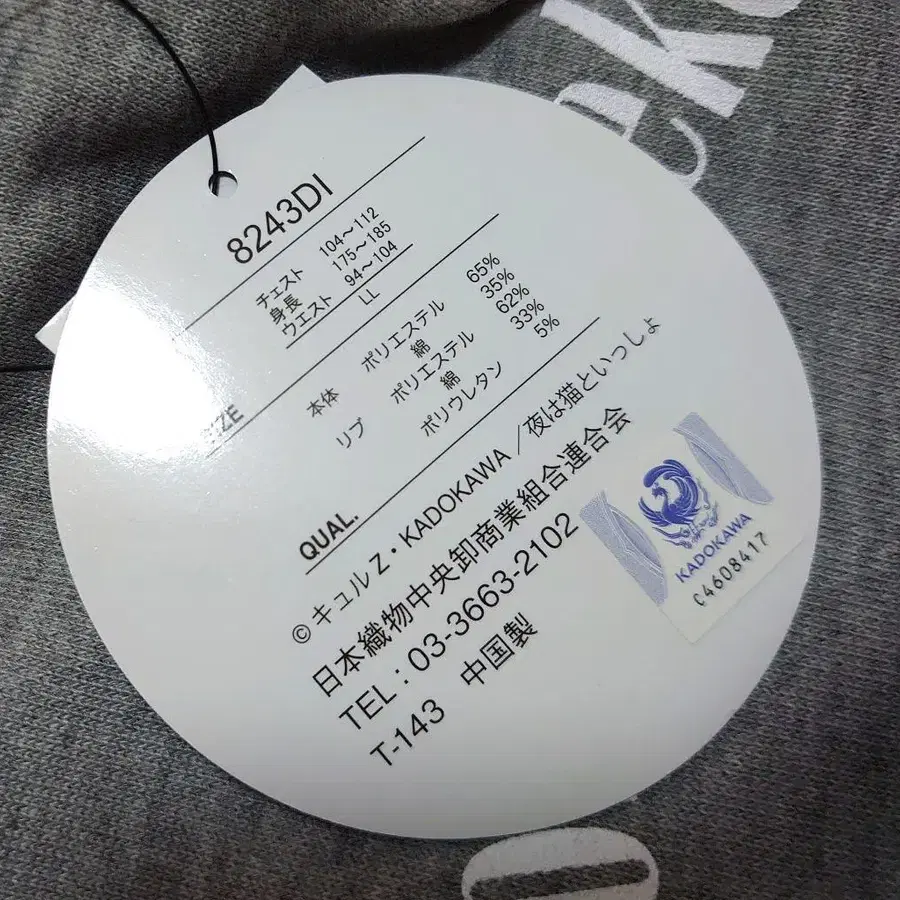 8243DI
チェスト 104〜112
身長 175〜185
ウエスト 94〜104
LL
本体 ポリエステル 65%
綿 35%
リブ ポリエステル 62%
綿 33%
ポリウレタン 5%
QUAL.
© キュルZ・KADOKAWA／夜は猫といっしょ
日本織物中央卸商業組合連合会
TEL : 03-3663-2102
T-143 中国製
KADOKAWA
C4608417